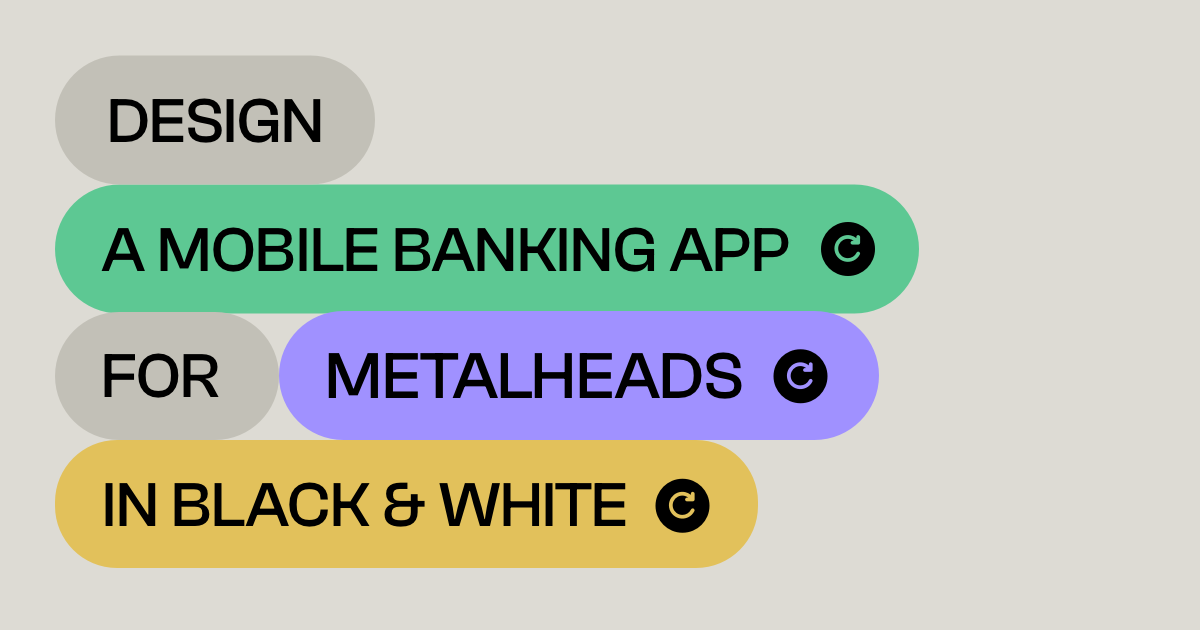 DESIGN
A MOBILE BANKING APP
FOR METALHEADS
IN BLACK & WHITE